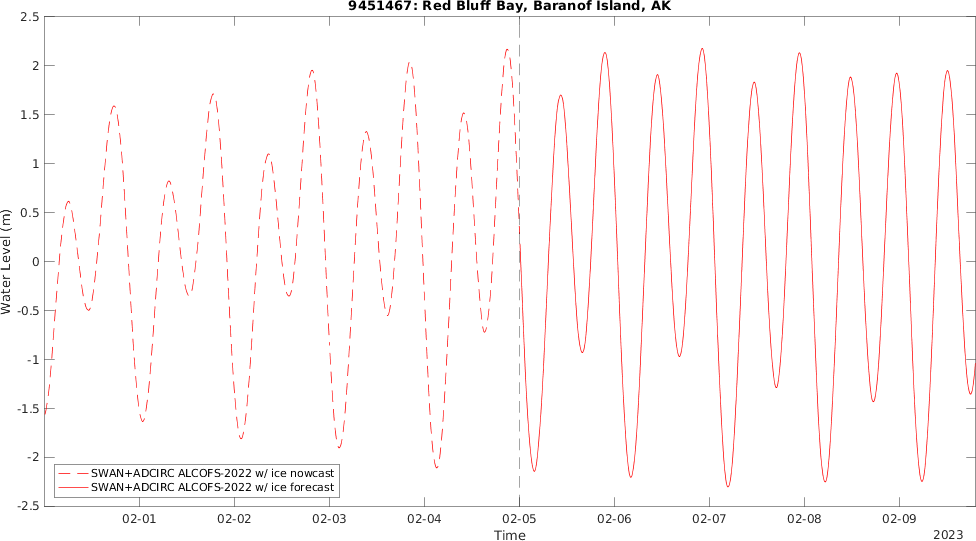 9451467: Red Bluff Bay, Baranof Island, AK
2.5
2
1.5
1
0.5
0
-0.5
-1
-1.5
-2
-2.5
Water Level (m)
SWAN+ADCIRC ALCOFS-2022 w/ ice nowcast
SWAN+ADCIRC ALCOFS-2022 w/ ice forecast
02-01 02-02 02-03 02-04 02-05 02-06 02-07 02-08 02-09
Time
2023